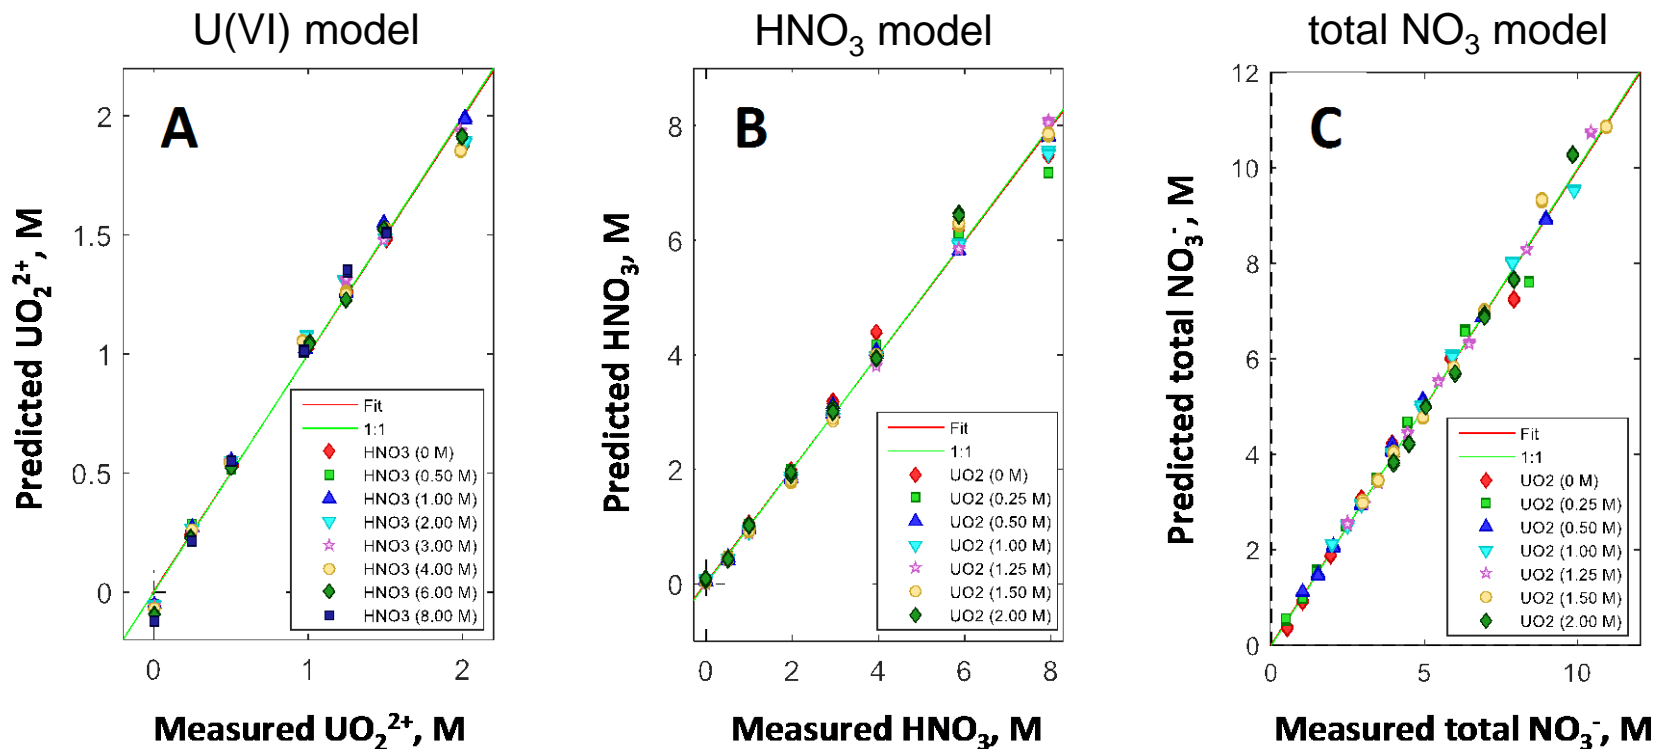 U(VI) model
A
Predicted UO₂²⁺, M
2
1.5
1
0.5
0
Fit
1:1
HNO3 (0 M)
HNO3 (0.50 M)
HNO3 (1.00 M)
HNO3 (2.00 M)
HNO3 (3.00 M)
HNO3 (4.00 M)
HNO3 (6.00 M)
HNO3 (8.00 M)
0 1 2
Measured UO₂²⁺, M
HNO₃ model
B
Predicted HNO₃, M
8
6
4
2
0
Fit
1:1
UO2 (0 M)
UO2 (0.25 M)
UO2 (0.50 M)
UO2 (1.00 M)
UO2 (1.25 M)
UO2 (1.50 M)
UO2 (2.00 M)
0 2 4 6 8
Measured HNO₃, M
total NO₃ model
C
Predicted total NO₃⁻, M
12
10
8
6
4
2
0
Fit
1:1
UO2 (0 M)
UO2 (0.25 M)
UO2 (0.50 M)
UO2 (1.00 M)
UO2 (1.25 M)
UO2 (1.50 M)
UO2 (2.00 M)
0 5 10
Measured total NO₃⁻, M